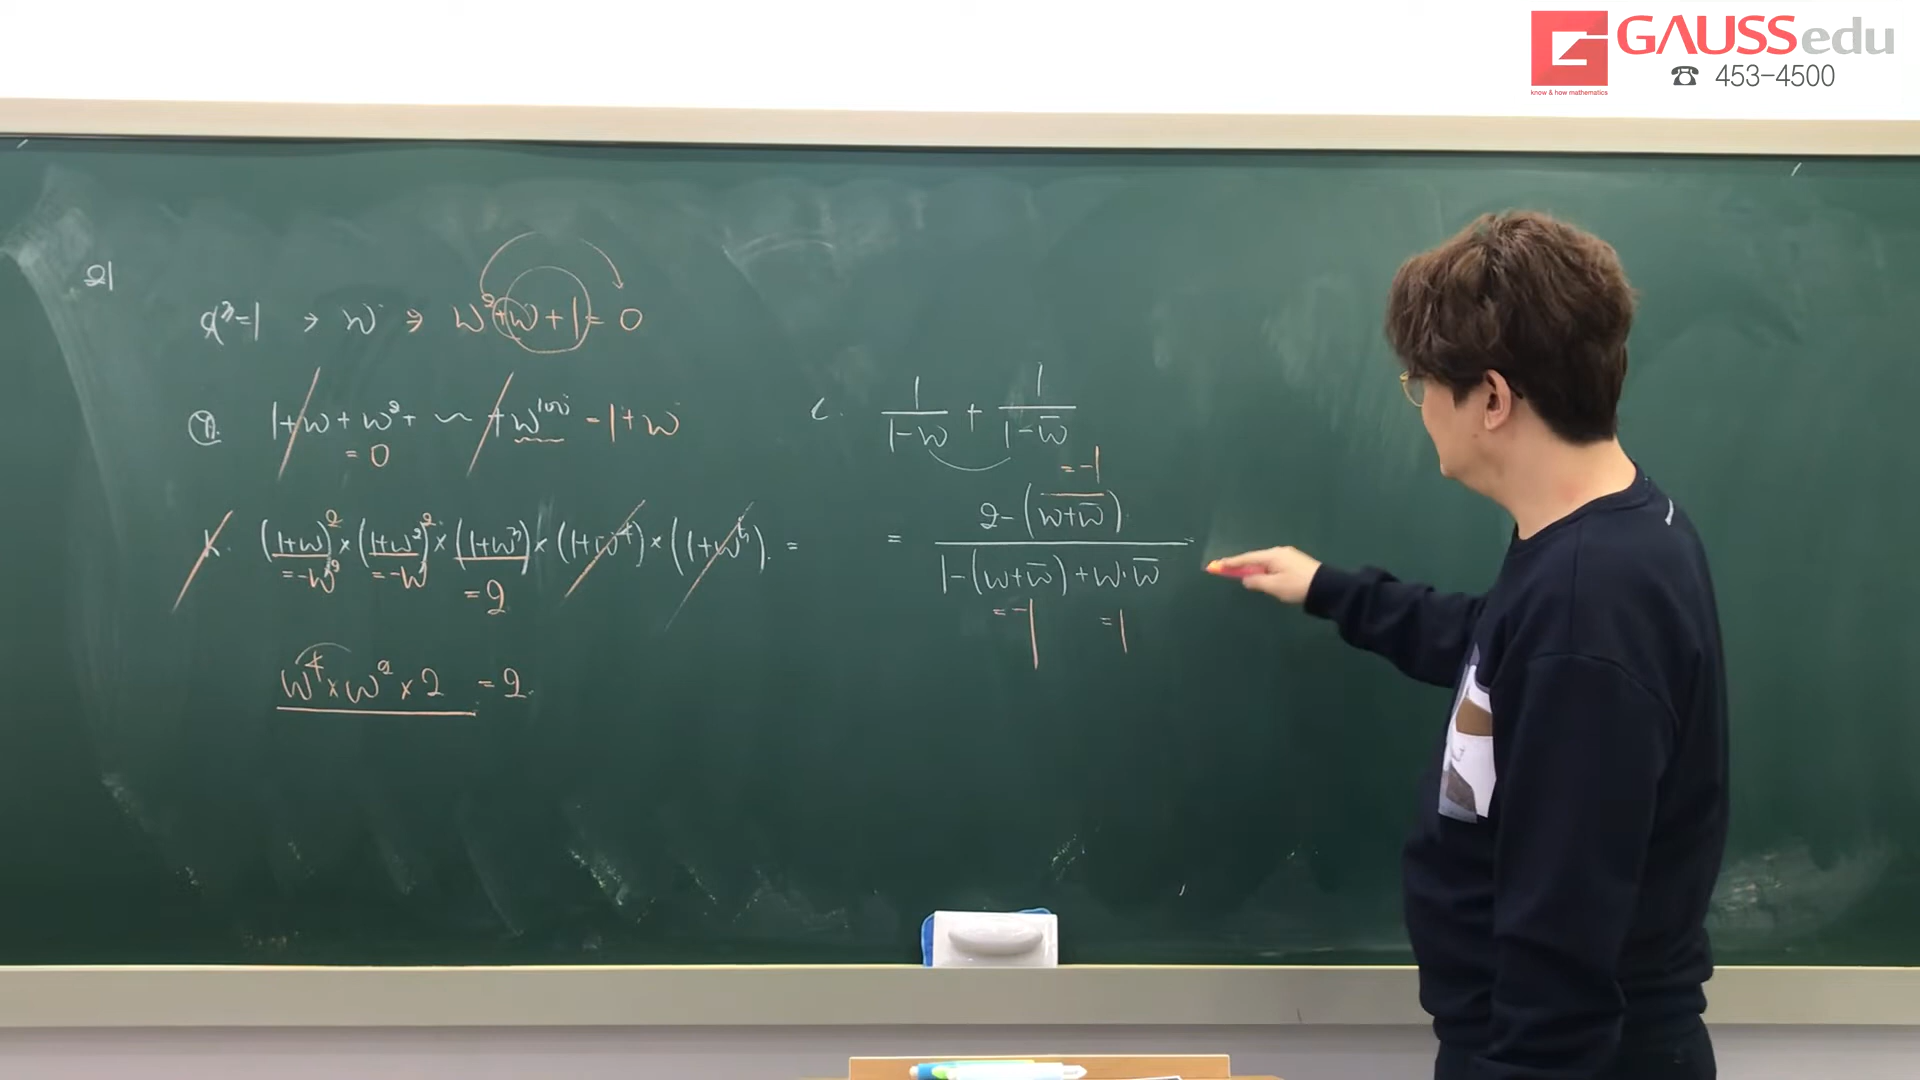 GAUSSedu
☎ 453-4500
know & how mathematics
21
x³=1 → w → w²+w+1=0
ㄱ. 1+w+w²+ ~ +w¹⁰⁰ = 1+w
= 0
ㄴ. (1+w)²×(1+w²)²×(1+w³)×(1+w⁴)×(1+w⁵). =
=-w² =-w =2
w⁴×w²×2 = 2.
ㄷ. 1/(1-w) + 1/(1-w̅)
=-1
= (2-(w+w̅))/(1-(w+w̅)+w·w̅)
=-1 =1